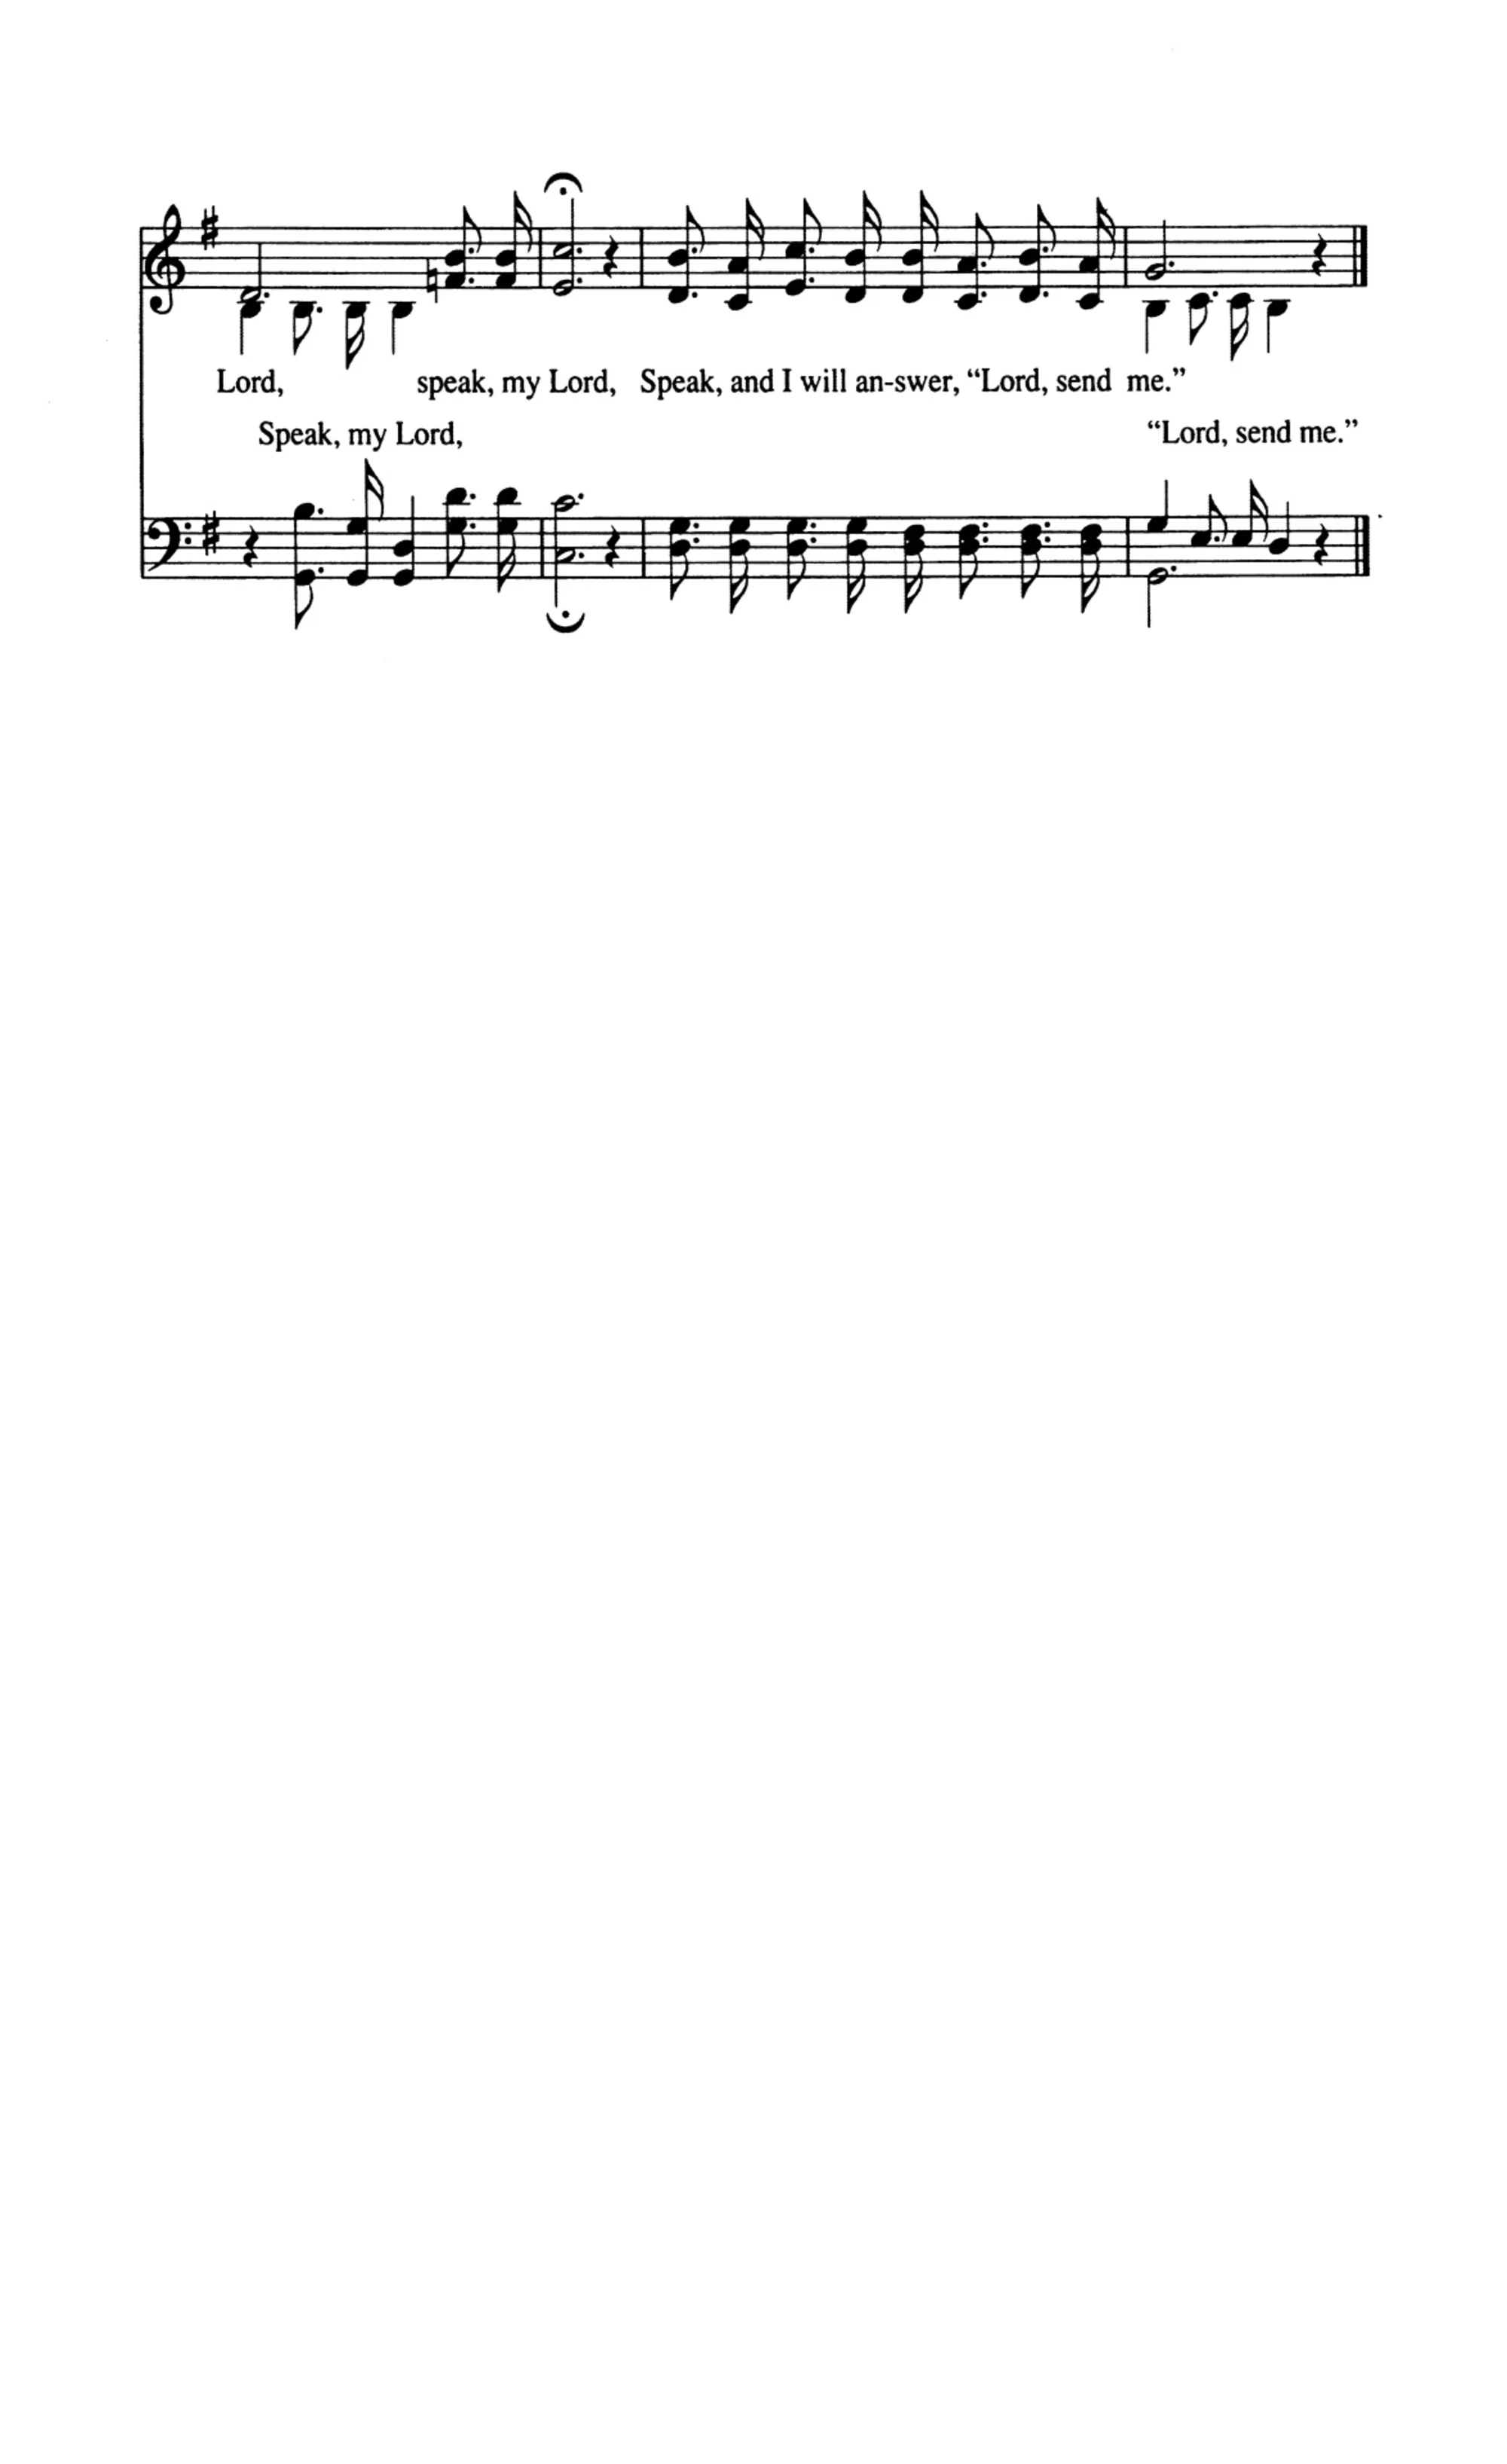 Lord, speak, my Lord, Speak, and I will an-swer, “Lord, send me.”
Speak, my Lord, “Lord, send me.”